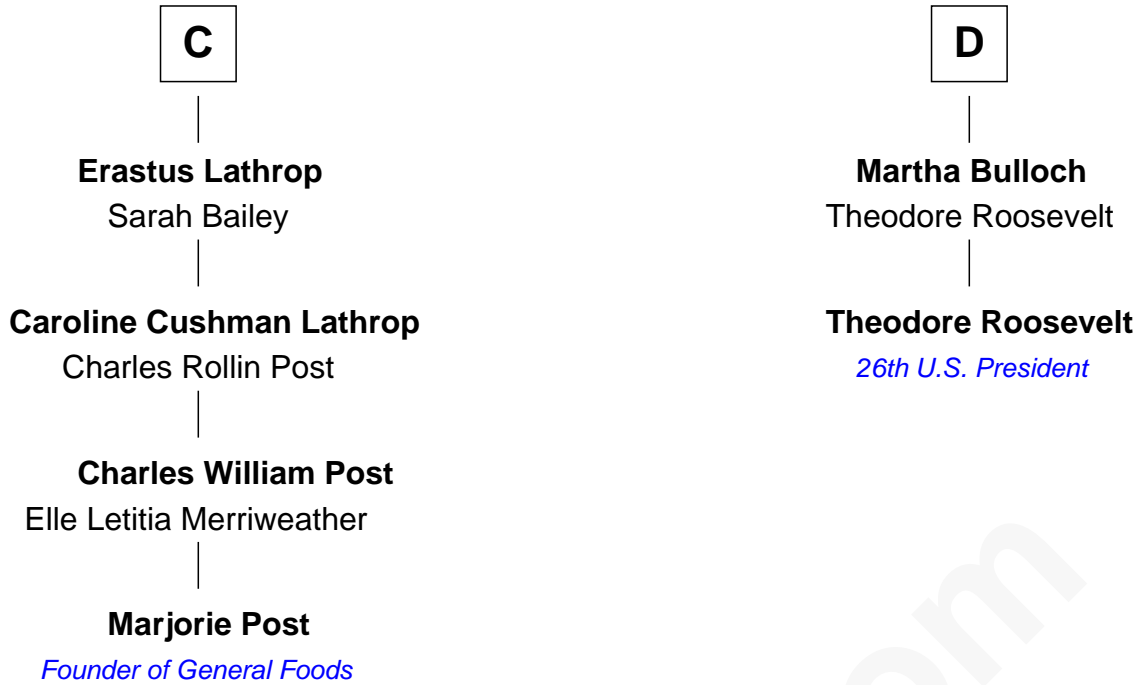 C
Erastus Lathrop
Sarah Bailey
Caroline Cushman Lathrop
Charles Rollin Post
Charles William Post
Elle Letitia Merriweather
Marjorie Post
Founder of General Foods
D
Martha Bulloch
Theodore Roosevelt
Theodore Roosevelt
26th U.S. President
om